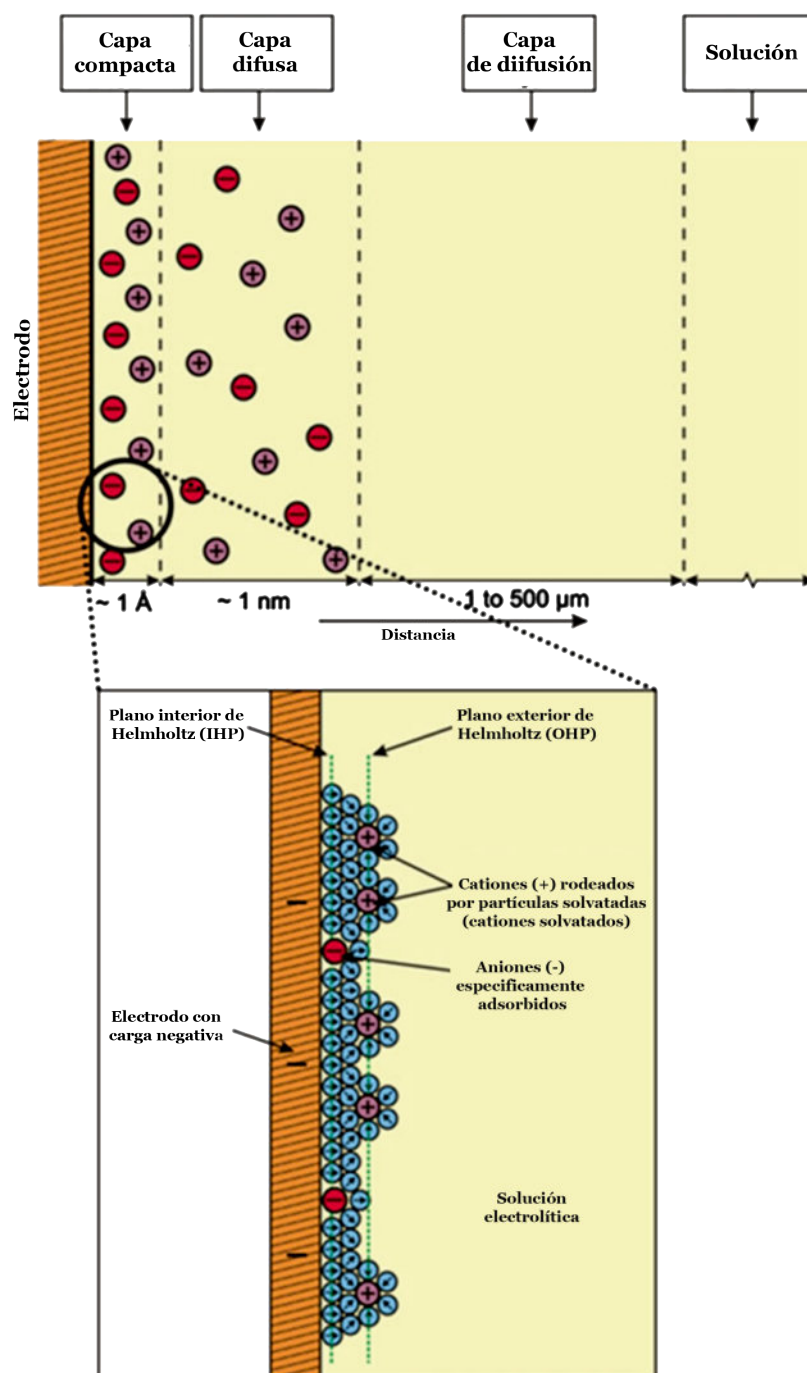 Capa
compacta
Capa
difusa
Capa
de diifusión
Solución
Electrodo
~ 1 Å
~ 1 nm
1 to 500 µm
Distancia
Plano interior de
Helmholtz (IHP)
Plano exterior de
Helmholtz (OHP)
Cationes (+) rodeados
por partículas solvatadas
(cationes solvatados)
Aniones (-)
especificamente
adsorbidos
Electrodo con
carga negativa
Solución
electrolítica